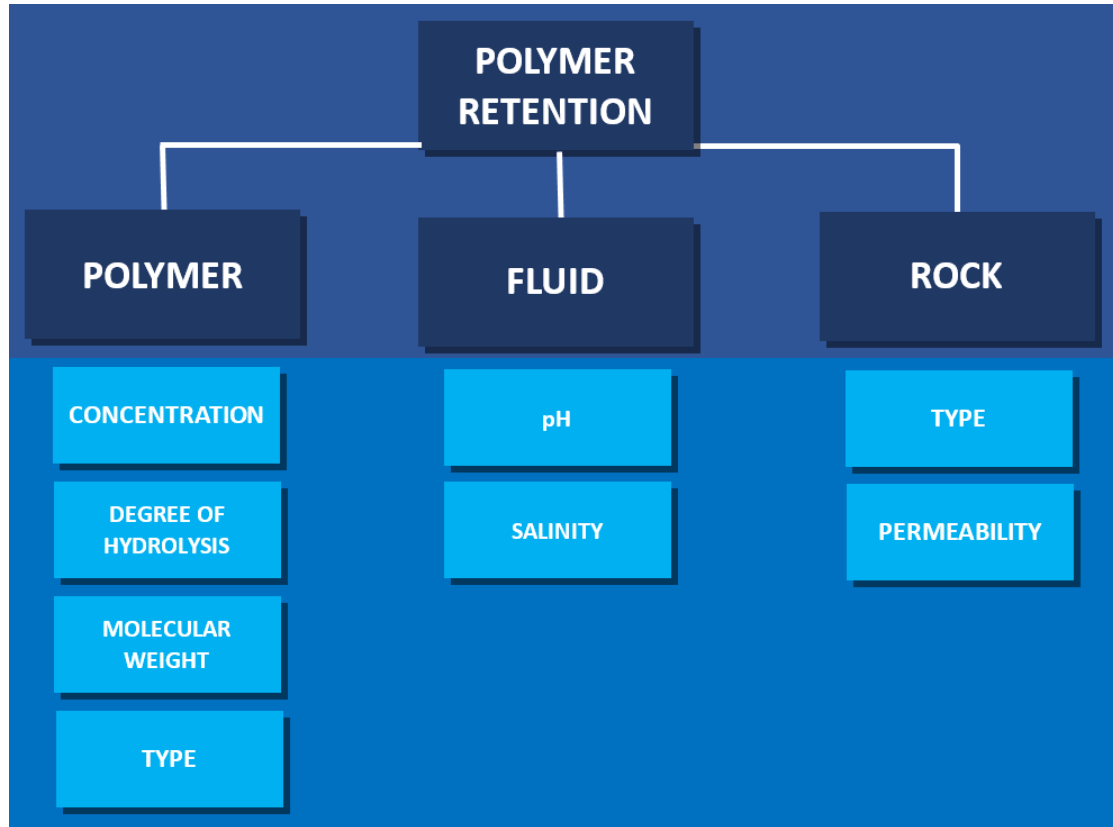 POLYMER
RETENTION
POLYMER
FLUID
ROCK
CONCENTRATION
DEGREE OF
HYDROLYSIS
MOLECULAR
WEIGHT
TYPE
pH
SALINITY
TYPE
PERMEABILITY